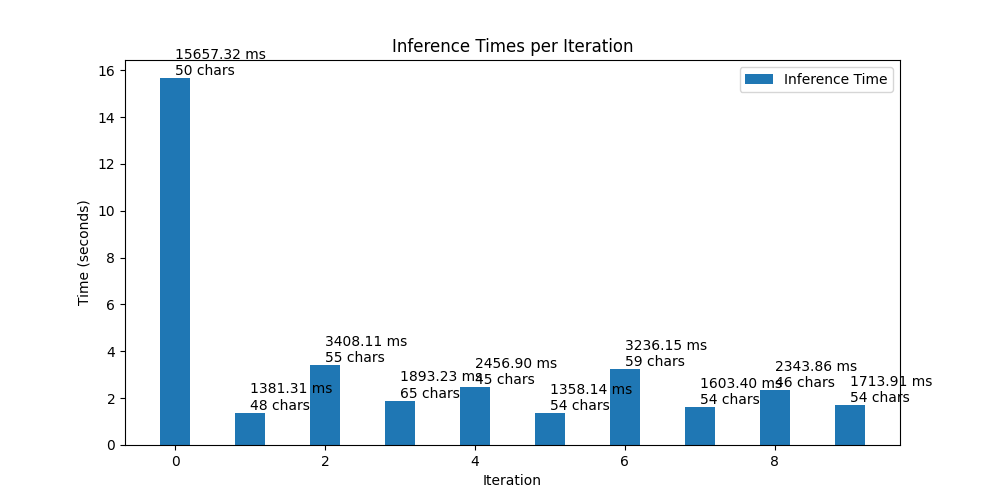 Inference Times per Iteration
Inference Time
15657.32 ms
50 chars
1381.31 ms
48 chars
3408.11 ms
55 chars
1893.23 ms
65 chars
2456.90 ms
45 chars
1358.14 ms
54 chars
3236.15 ms
59 chars
1603.40 ms
54 chars
2343.86 ms
46 chars
1713.91 ms
54 chars
Time (seconds)
16
14
12
10
8
6
4
2
0
0
2
4
6
8
Iteration